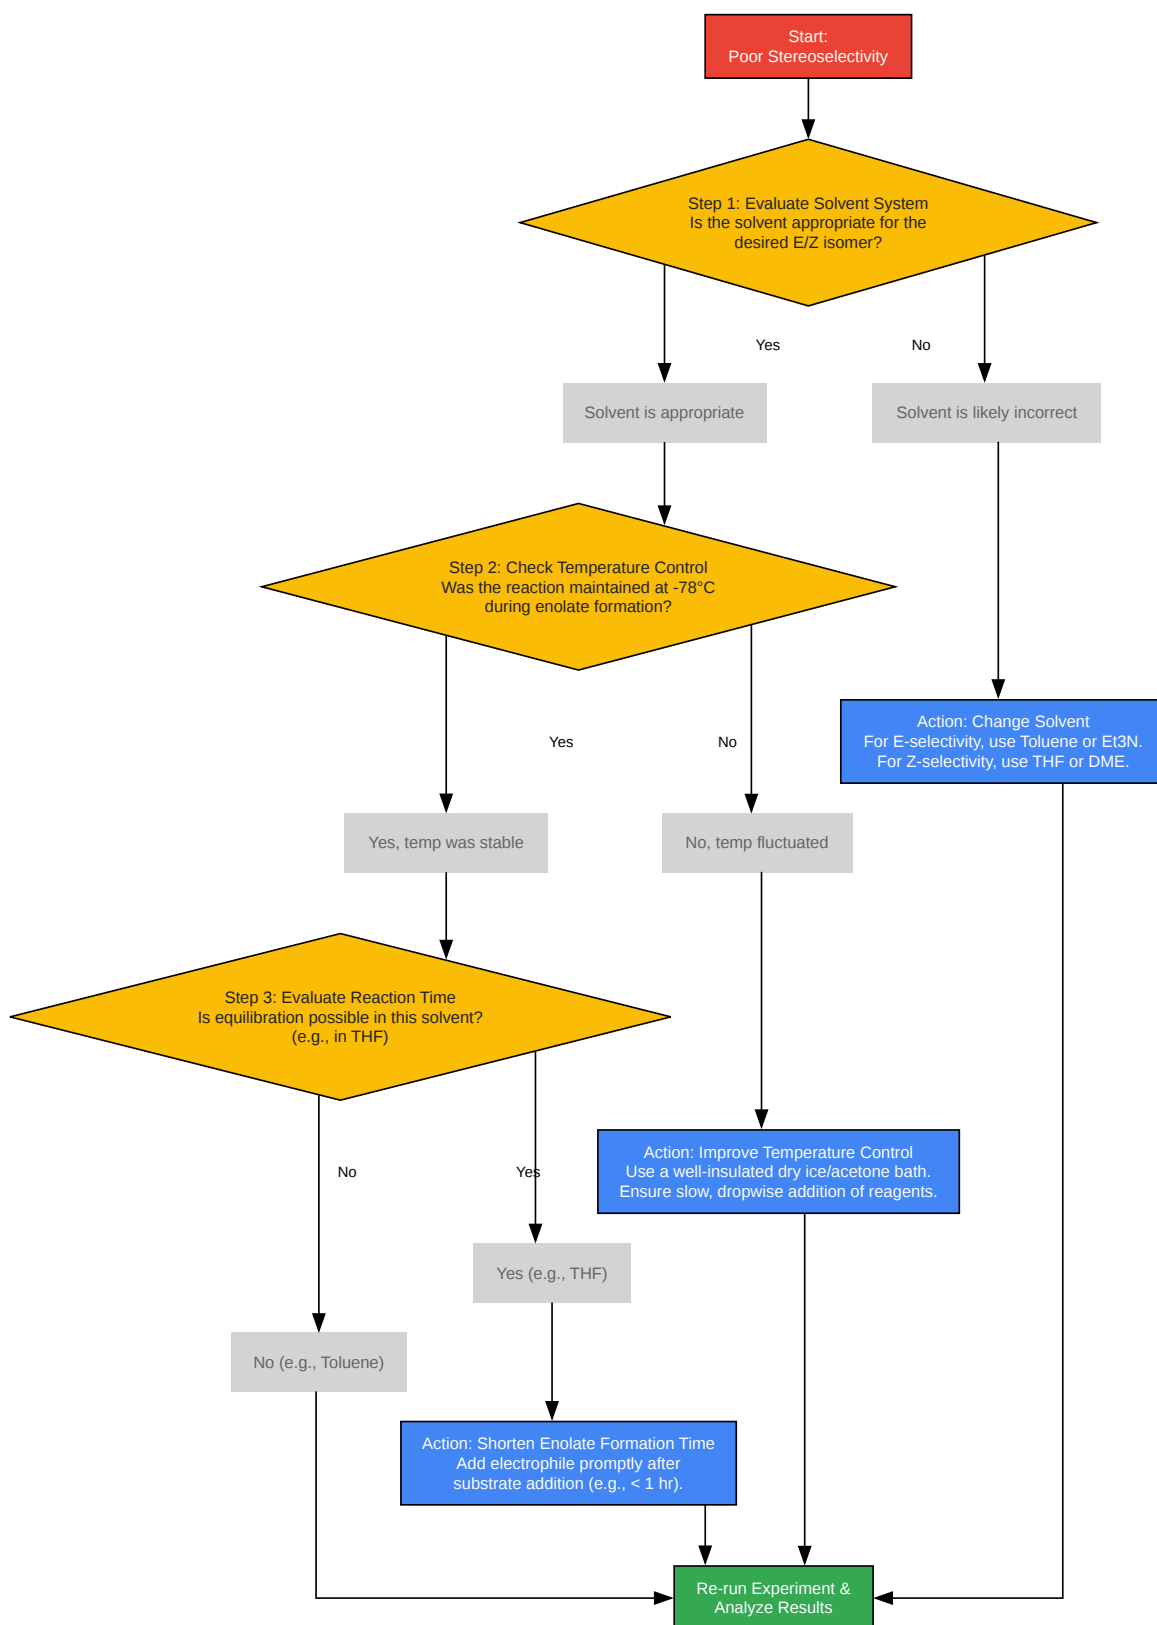 Start:
Poor Stereoselectivity
Step 1: Evaluate Solvent System
Is the solvent appropriate for the
desired E/Z isomer?
Yes
No
Solvent is appropriate
Solvent is likely incorrect
Step 2: Check Temperature Control
Was the reaction maintained at -78°C
during enolate formation?
Action: Change Solvent
For E-selectivity, use Toluene or Et3N.
For Z-selectivity, use THF or DME.
Yes
No
Yes, temp was stable
No, temp fluctuated
Step 3: Evaluate Reaction Time
Is equilibration possible in this solvent?
(e.g., in THF)
Action: Improve Temperature Control
Use a well-insulated dry ice/acetone bath.
Ensure slow, dropwise addition of reagents.
No
Yes
Yes (e.g., THF)
No (e.g., Toluene)
Action: Shorten Enolate Formation Time
Add electrophile promptly after
substrate addition (e.g., < 1 hr).
Re-run Experiment &
Analyze Results